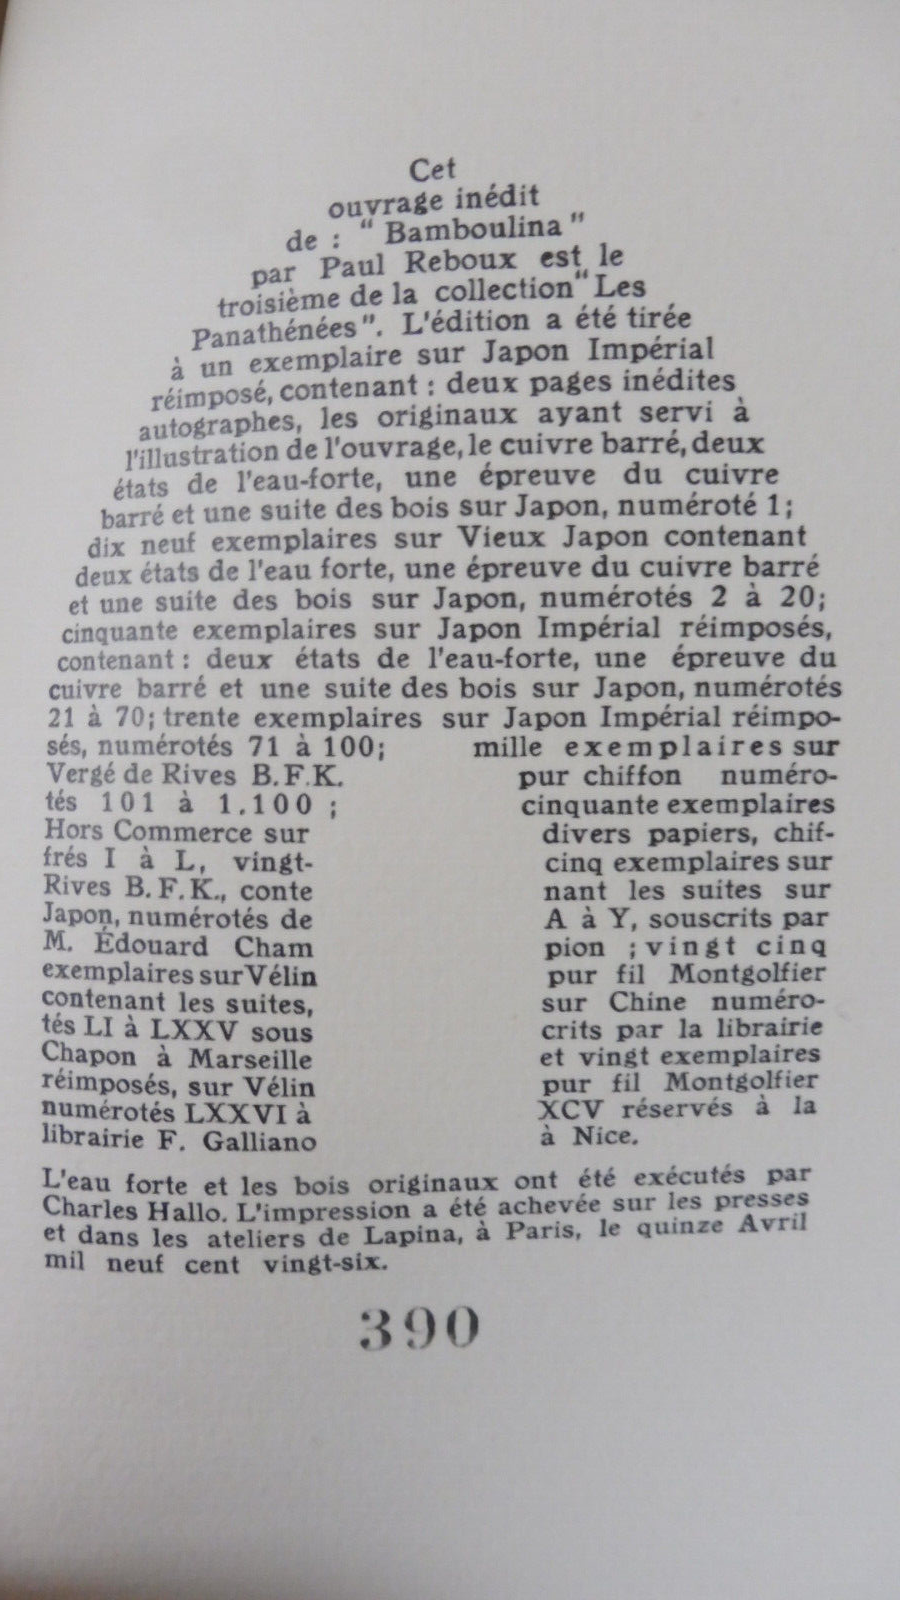 Cet
ouvrage inédit
de : " Bamboulina "
par Paul Reboux est le
troisième de la collection "Les
Panathénées". L'édition a été tirée
à un exemplaire sur Japon Impérial
réimposé, contenant : deux pages inédites
autographes, les originaux ayant servi à
l'illustration de l'ouvrage, le cuivre barré, deux
états de l'eau-forte, une épreuve du cuivre
barré et une suite des bois sur Japon, numéroté 1;
dix neuf exemplaires sur Vieux Japon contenant
deux états de l'eau forte, une épreuve du cuivre barré
et une suite des bois sur Japon, numérotés 2 à 20;
cinquante exemplaires sur Japon Impérial réimposés,
contenant : deux états de l'eau-forte, une épreuve du
cuivre barré et une suite des bois sur Japon, numérotés
21 à 70; trente exemplaires sur Japon Impérial réimpo-
sés, numérotés 71 à 100; mille exemplaires sur
Vergé de Rives B.F.K. pur chiffon numéro-
tés 101 à 1.100 ; cinquante exemplaires
Hors Commerce sur divers papiers, chif-
frés I à L, vingt- cinq exemplaires sur
Rives B.F.K., conte nant les suites sur
Japon, numérotés de A à Y, souscrits par
M. Édouard Cham pion ; vingt cinq
exemplaires sur Vélin pur fil Montgolfier
contenant les suites, sur Chine numéro-
tés LI à LXXV sous crits par la librairie
Chapon à Marseille et vingt exemplaires
réimposés, sur Vélin pur fil Montgolfier
numérotés LXXVI à XCV réservés à la
librairie F. Galliano à Nice.
L'eau forte et les bois originaux ont été exécutés par
Charles Hallo. L'impression a été achevée sur les presses
et dans les ateliers de Lapina, à Paris, le quinze Avril
mil neuf cent vingt-six.
390